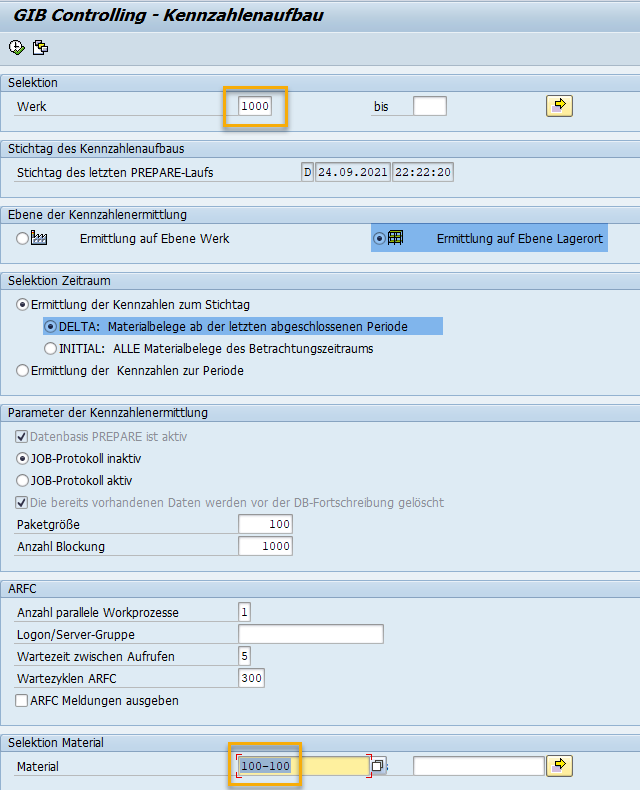 GIB Controlling - Kennzahlenaufbau
Selektion
Werk 1000 bis
Stichtag des Kennzahlenaufbaus
Stichtag des letzten PREPARE-Laufs D 24.09.2021 22:22:20
Ebene der Kennzahlenermittlung
Ermittlung auf Ebene Werk Ermittlung auf Ebene Lagerort
Selektion Zeitraum
Ermittlung der Kennzahlen zum Stichtag
DELTA: Materialbelege ab der letzten abgeschlossenen Periode
INITIAL: ALLE Materialbelege des Betrachtungszeitraums
Ermittlung der Kennzahlen zur Periode
Parameter der Kennzahlenermittlung
Datenbasis PREPARE ist aktiv
JOB-Protokoll inaktiv
JOB-Protokoll aktiv
Die bereits vorhandenen Daten werden vor der DB-Fortschreibung gelöscht
Paketgröße 100
Anzahl Blockung 1000
ARFC
Anzahl parallele Workprozesse 1
Logon/Server-Gruppe
Wartezeit zwischen Aufrufen 5
Wartezyklen ARFC 300
ARFC Meldungen ausgeben
Selektion Material
Material 100-100